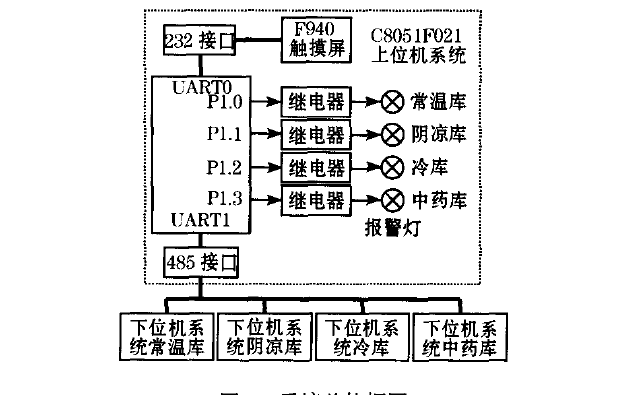 232 接口
F940
触摸屏
C8051F021
上位机系统
UART0
P1.0
继电器
常温库
P1.1
继电器
阴凉库
P1.2
继电器
冷库
P1.3
继电器
中药库
UART1
报警灯
485 接口
下位机系
统常温库
下位机系
统阴凉库
下位机系
统冷库
下位机系
统中药库